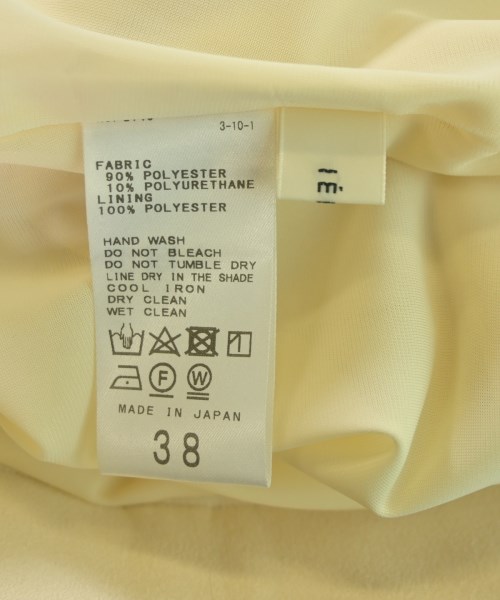 3-10-1
FABRIC
90% POLYESTER
10% POLYURETHANE
LINING
100% POLYESTER
HAND WASH
DO NOT BLEACH
DO NOT TUMBLE DRY
LINE DRY IN THE SHADE
COOL IRON
DRY CLEAN
WET CLEAN
F W
MADE IN JAPAN
38